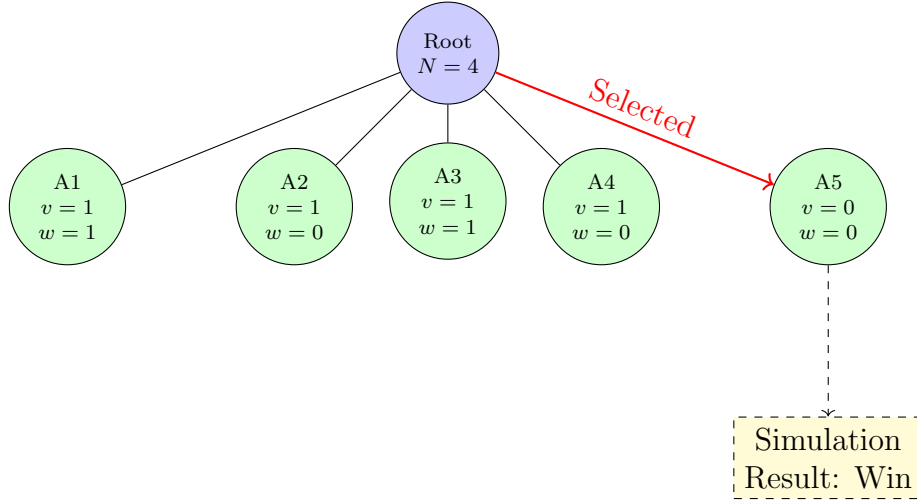 Root
N = 4
Selected
A1
v = 1
w = 1
A2
v = 1
w = 0
A3
v = 1
w = 1
A4
v = 1
w = 0
A5
v = 0
w = 0
Simulation
Result: Win